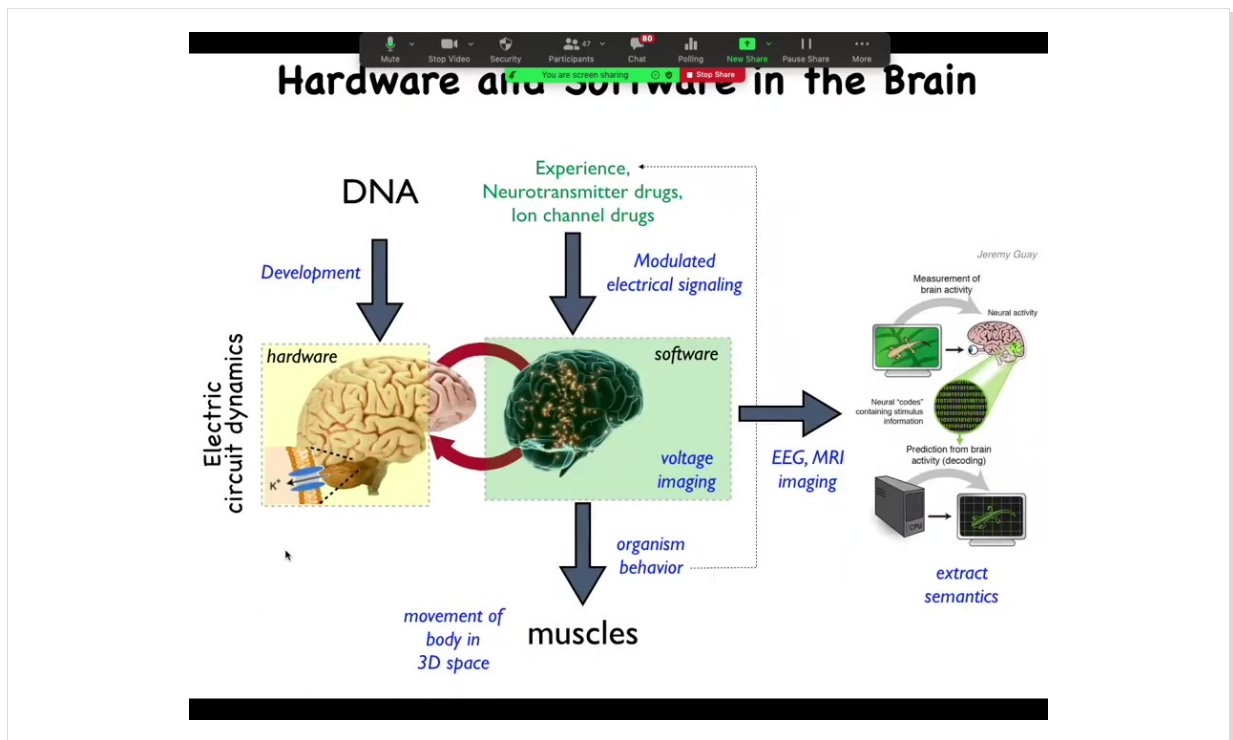 Mute
Stop Video
Security
47
Participants
80
Chat
Polling
New Share
Pause Share
More
You are screen sharing
Stop Share
Hardware and Software in the Brain
DNA
Experience,
Neurotransmitter drugs,
Ion channel drugs
Development
Modulated
electrical signaling
Jeremy Guay
Measurement of
brain activity
Neural activity
Electric
circuit dynamics
hardware
software
K+
voltage
imaging
EEG, MRI
imaging
Neural “codes”
containing stimulus
information
Prediction from brain
activity (decoding)
CPU
extract
semantics
organism
behavior
movement of
body in
3D space
muscles